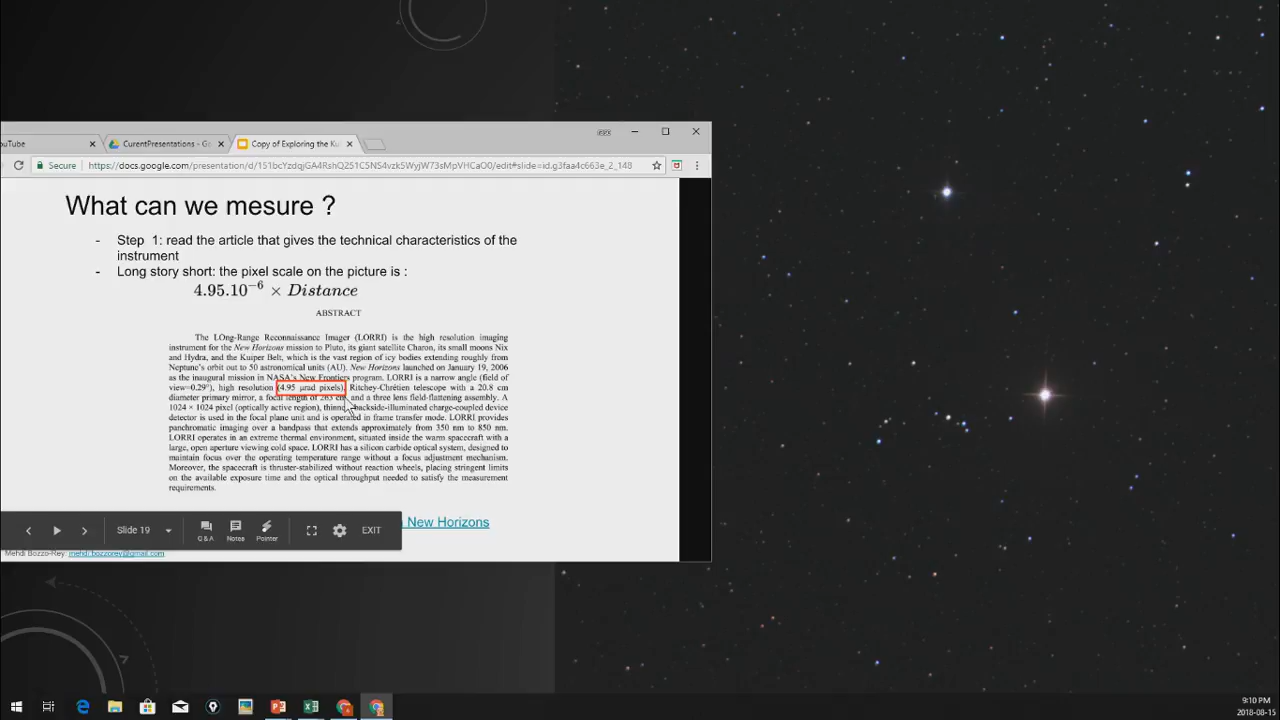 uTube
CurentPresentations - Go
Copy of Exploring the Ku
Secure
https://docs.google.com/presentation/d/151bcYzdqjGA4RshQ251C5NS4vzk5WyjW73sMpVHCaO0/edit#slide=id.g3faa4c663e_2_148
What can we mesure ?
- Step 1: read the article that gives the technical characteristics of the
instrument
- Long story short: the pixel scale on the picture is :
4.95.10⁻⁶ × Distance
ABSTRACT
The LOng-Range Reconnaissance Imager (LORRI) is the high resolution imaging
instrument for the New Horizons mission to Pluto, its giant satellite Charon, its small moons Nix
and Hydra, and the Kuiper Belt, which is the vast region of icy bodies extending roughly from
Neptune's orbit out to 50 astronomical units (AU). New Horizons launched on January 19, 2006
as the inaugural mission in NASA's New Frontiers program. LORRI is a narrow angle (field of
view=0.29°), high resolution (4.95 μrad pixels), Ritchey-Chrétien telescope with a 20.8 cm
diameter primary mirror, a focal length of 263 cm, and a three lens field-flattening assembly. A
1024 × 1024 pixel (optically active region), thinned, backside-illuminated charge-coupled device
detector is used in the focal plane unit and is operated in frame transfer mode. LORRI provides
panchromatic imaging over a bandpass that extends approximately from 350 nm to 850 nm.
LORRI operates in an extreme thermal environment, situated inside the warm spacecraft with a
large, open aperture viewing cold space. LORRI has a silicon carbide optical system, designed to
maintain focus over the operating temperature range without a focus adjustment mechanism.
Moreover, the spacecraft is thruster-stabilized without reaction wheels, placing stringent limits
on the available exposure time and the optical throughput needed to satisfy the measurement
requirements.
New Horizons
Slide 19
Q & A
Notes
Pointer
EXIT
Mehdi Bozzo-Rey: mehdi.bozzorey@gmail.com
9:10 PM
2018-08-15